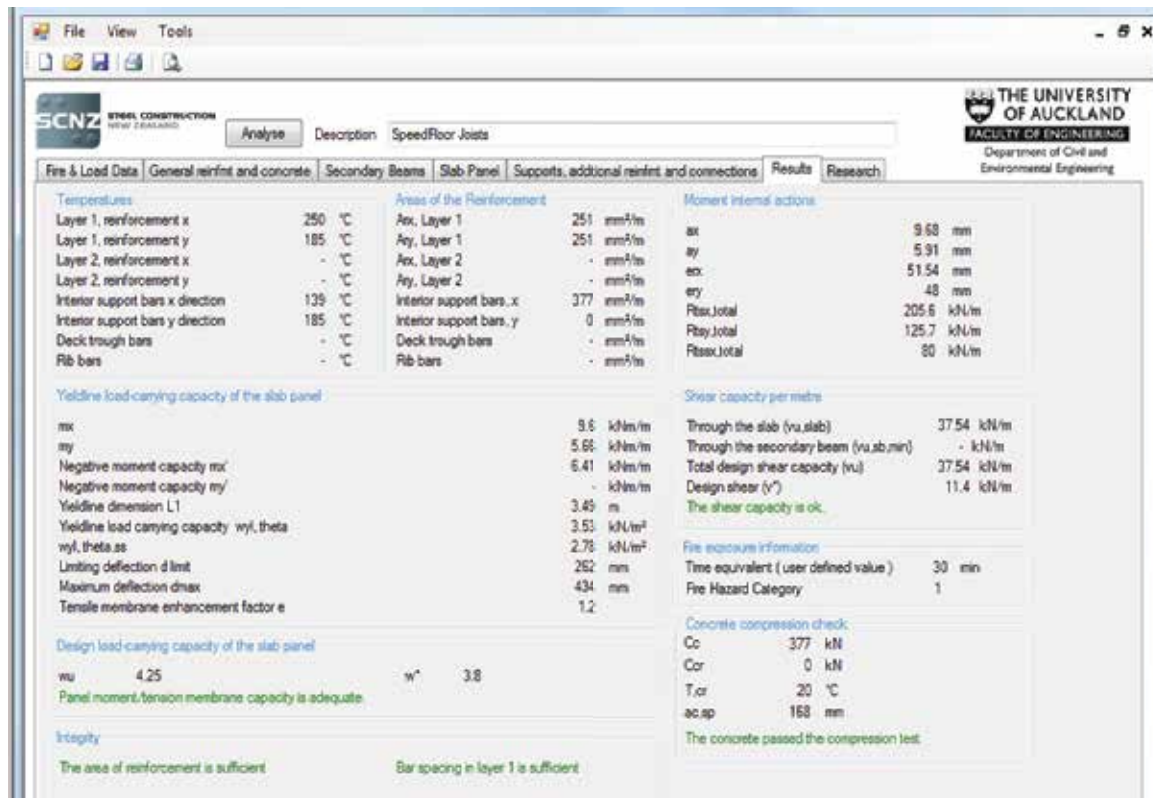 File View Tools
SCNZ STEEL CONSTRUCTION NEW ZEALAND
THE UNIVERSITY OF AUCKLAND
FACULTY OF ENGINEERING
Department of Civil and
Environmental Engineering
Analyse Description SpeedFloor Joists
Fire & Load Data General reinfmt and concrete Secondary Beams Slab Panel Supports, additional reinfmt and connections Results Research
Temperatures
Layer 1, reinforcement x 250 °C
Layer 1, reinforcement y 185 °C
Layer 2, reinforcement x - °C
Layer 2, reinforcement y - °C
Interior support bars x direction 139 °C
Interior support bars y direction 185 °C
Deck trough bars - °C
Rib bars - °C
Areas of the Reinforcement
Arx, Layer 1 251 mm²/m
Ary, Layer 1 251 mm²/m
Arx, Layer 2 - mm²/m
Ary, Layer 2 - mm²/m
Interior support bars, x 377 mm²/m
Interior support bars, y 0 mm²/m
Deck trough bars - mm²/m
Rib bars - mm²/m
Moment internal actions
ax 9.68 mm
ay 5.91 mm
erx 51.54 mm
ery 48 mm
Rtsx,total 205.6 kN/m
Rtsy,total 125.7 kN/m
Rtssx,total 80 kN/m
Yieldline load-carrying capacity of the slab panel
mx 9.6 kNm/m
my 5.66 kNm/m
Negative moment capacity mx' 6.41 kNm/m
Negative moment capacity my' - kNm/m
Yieldline dimension L1 3.49 m
Yieldline load carrying capacity wyl, theta 3.53 kN/m²
wyl, theta,ss 2.78 kN/m²
Limiting deflection d limit 262 mm
Maximum deflection dmax 434 mm
Tensile membrane enhancement factor e 1.2
Shear capacity per metre
Through the slab (vu,slab) 37.54 kN/m
Through the secondary beam (vu,sb,min) - kN/m
Total design shear capacity (vu) 37.54 kN/m
Design shear (v*) 11.4 kN/m
The shear capacity is ok.
Fire exposure information
Time equivalent ( user defined value ) 30 min
Fire Hazard Category 1
Design load-carrying capacity of the slab panel
wu 4.25 w* 3.8
Panel moment/tension membrane capacity is adequate.
Concrete compression check
Cc 377 kN
Ccr 0 kN
T,cr 20 °C
ac,sp 168 mm
The concrete passed the compression test
Integrity
The area of reinforcement is sufficient Bar spacing in layer 1 is sufficient